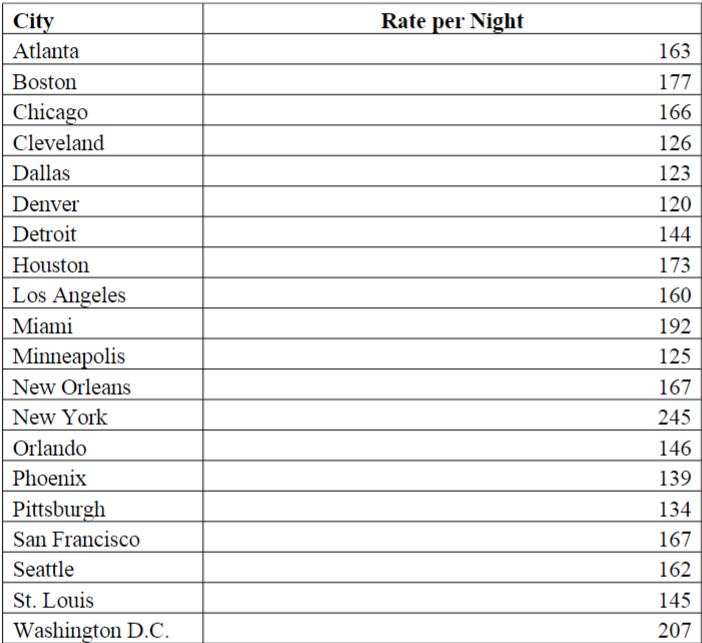 City Rate per Night
Atlanta 163
Boston 177
Chicago 166
Cleveland 126
Dallas 123
Denver 120
Detroit 144
Houston 173
Los Angeles 160
Miami 192
Minneapolis 125
New Orleans 167
New York 245
Orlando 146
Phoenix 139
Pittsburgh 134
San Francisco 167
Seattle 162
St. Louis 145
Washington D.C. 207